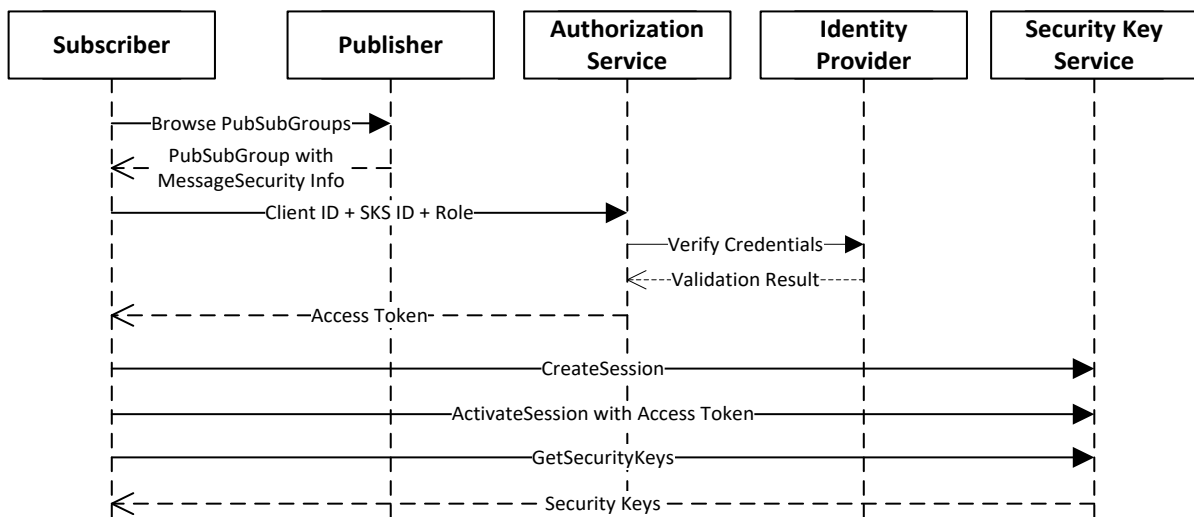 Subscriber
Publisher
Authorization
Service
Identity
Provider
Security Key
Service
Browse PubSubGroups
PubSubGroup with
MessageSecurity Info
Client ID + SKS ID + Role
Verify Credentials
Validation Result
Access Token
CreateSession
ActivateSession with Access Token
GetSecurityKeys
Security Keys